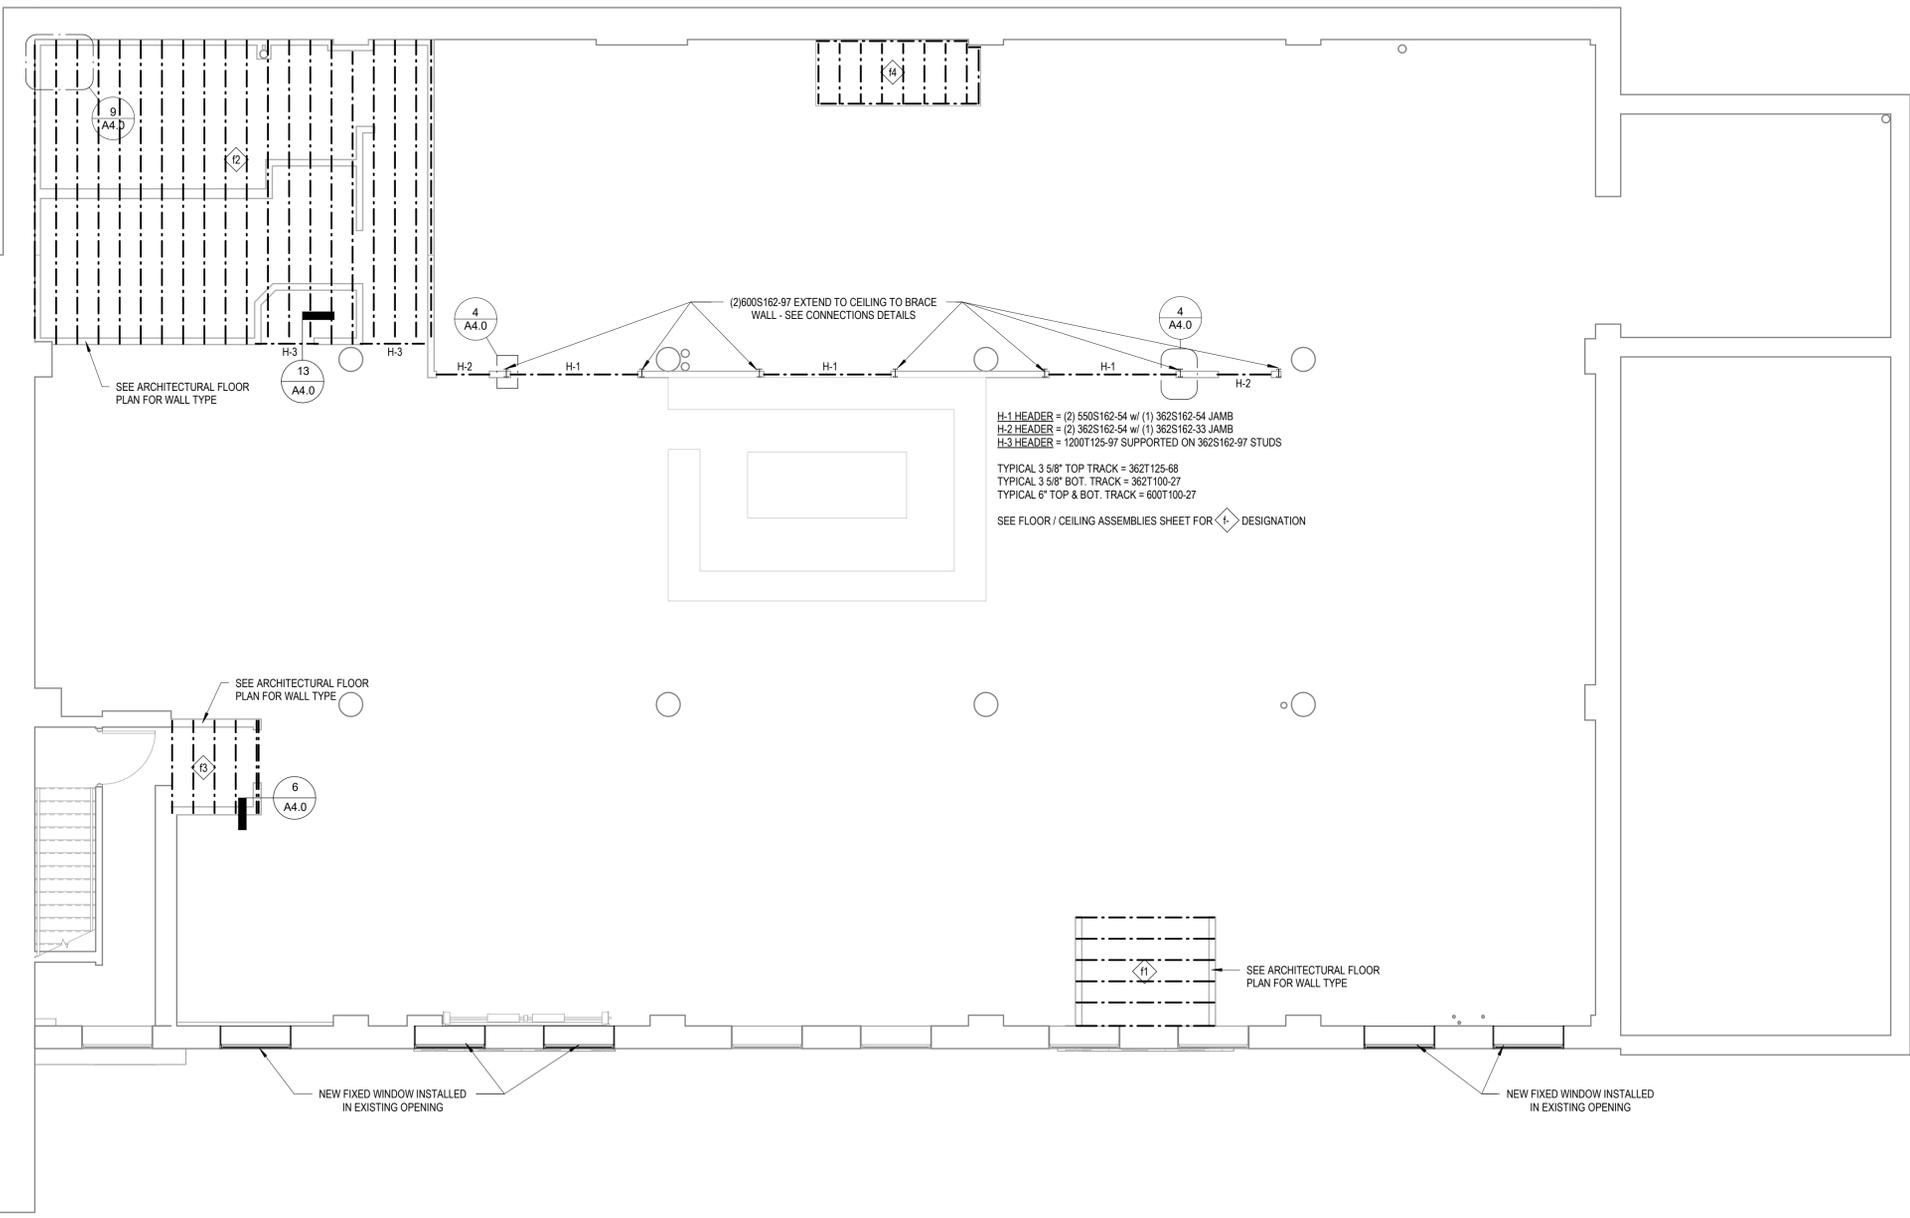 f4
9
A4.0
f2
(2)600S162-97 EXTEND TO CEILING TO BRACE
WALL - SEE CONNECTIONS DETAILS
4
A4.0
4
A4.0
H-3
H-3
13
A4.0
H-2
H-1
H-1
H-1
H-2
SEE ARCHITECTURAL FLOOR
PLAN FOR WALL TYPE
H-1 HEADER = (2) 550S162-54 w/ (1) 362S162-54 JAMB
H-2 HEADER = (2) 362S162-54 w/ (1) 362S162-33 JAMB
H-3 HEADER = 1200T125-97 SUPPORTED ON 362S162-97 STUDS
TYPICAL 3 5/8" TOP TRACK = 362T125-68
TYPICAL 3 5/8" BOT. TRACK = 362T100-27
TYPICAL 6" TOP & BOT. TRACK = 600T100-27
SEE FLOOR / CEILING ASSEMBLIES SHEET FOR f- DESIGNATION
SEE ARCHITECTURAL FLOOR
PLAN FOR WALL TYPE
f3
6
A4.0
f1
SEE ARCHITECTURAL FLOOR
PLAN FOR WALL TYPE
NEW FIXED WINDOW INSTALLED
IN EXISTING OPENING
NEW FIXED WINDOW INSTALLED
IN EXISTING OPENING